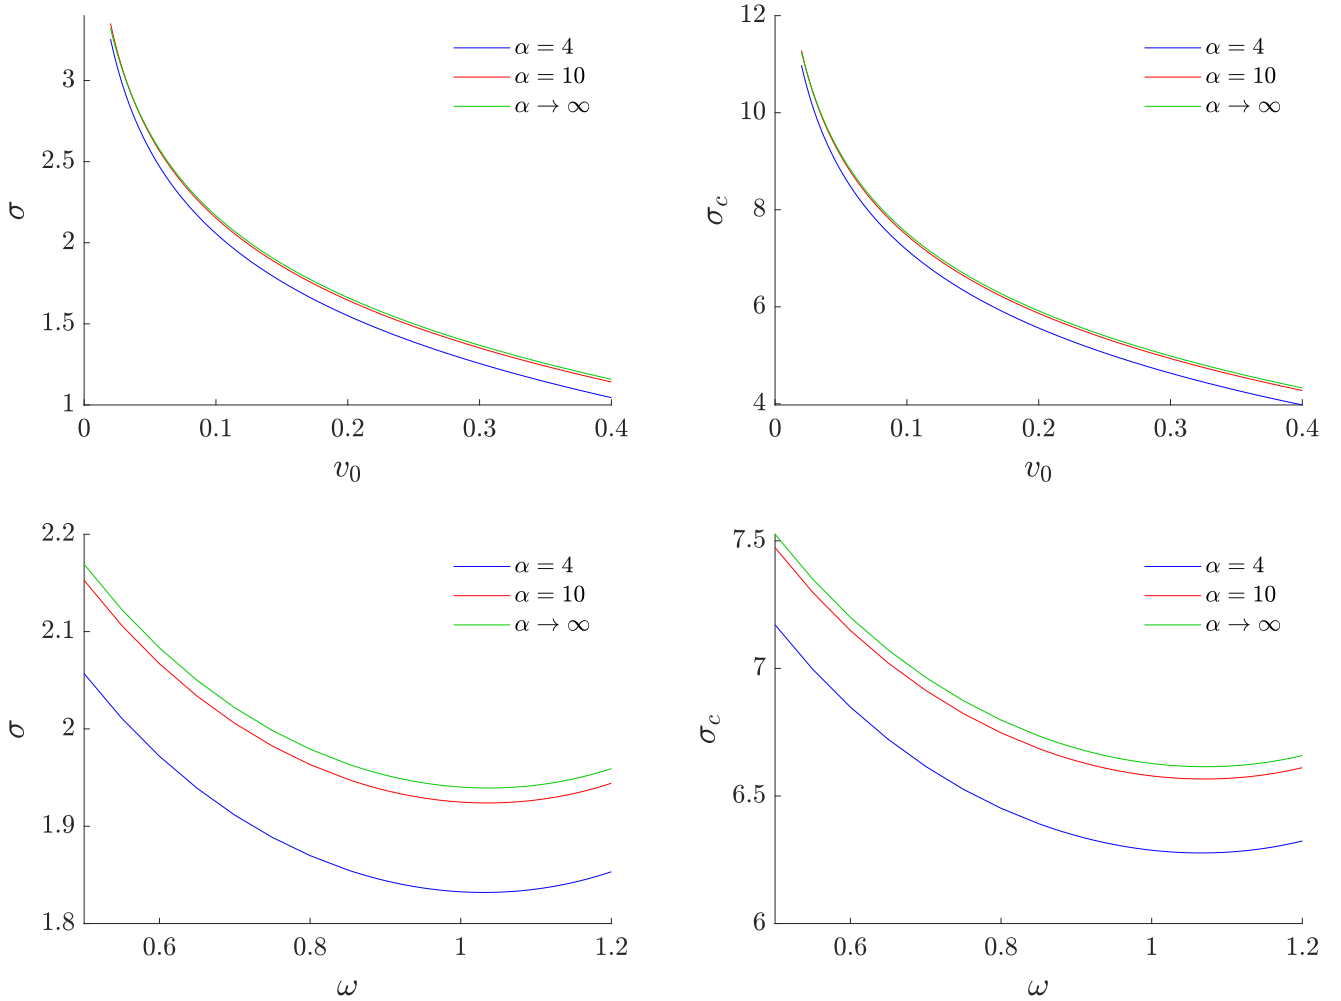 3
2.5
2
1.5
1
σ
0
0.1
0.2
0.3
0.4
v₀
α = 4
α = 10
α → ∞
12
10
8
6
4
σ_c
0
0.1
0.2
0.3
0.4
v₀
α = 4
α = 10
α → ∞
2.2
2.1
2
1.9
1.8
σ
0.6
0.8
1
1.2
ω
α = 4
α = 10
α → ∞
7.5
7
6.5
6
σ_c
0.6
0.8
1
1.2
ω
α = 4
α = 10
α → ∞